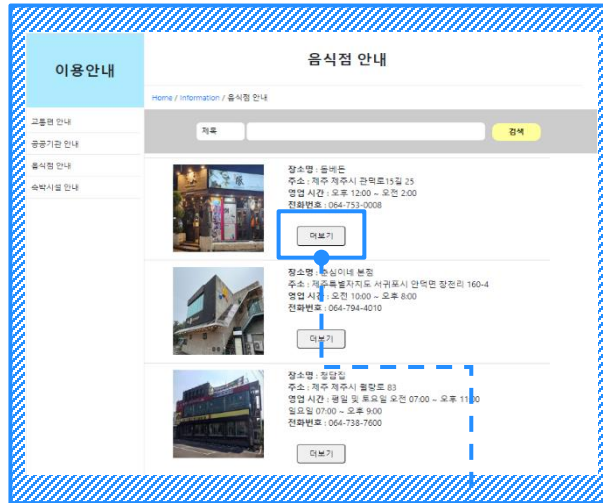 이용안내
교통편 안내
공공기관 안내
음식점 안내
숙박시설 안내
음식점 안내
Home / Information / 음식점 안내
제목
검색
장소명 : 돔베돈
주소 : 제주 제주시 관덕로15길 25
영업 시간 : 오후 12:00 ~ 오전 2:00
전화번호 : 064-753-0008
더보기
장소명 : 춘심이네 본점
주소 : 제주특별자치도 서귀포시 안덕면 창천리 160-4
영업 시간 : 오전 10:00 ~ 오후 8:00
전화번호 : 064-794-4010
더보기
장소명 : 정담집
주소 : 제주 제주시 월랑로 83
영업 시간 : 평일 및 토요일 오전 07:00 ~ 오후 11:00
일요일 07:00 ~ 오후 9:00
전화번호 : 064-738-7600
더보기